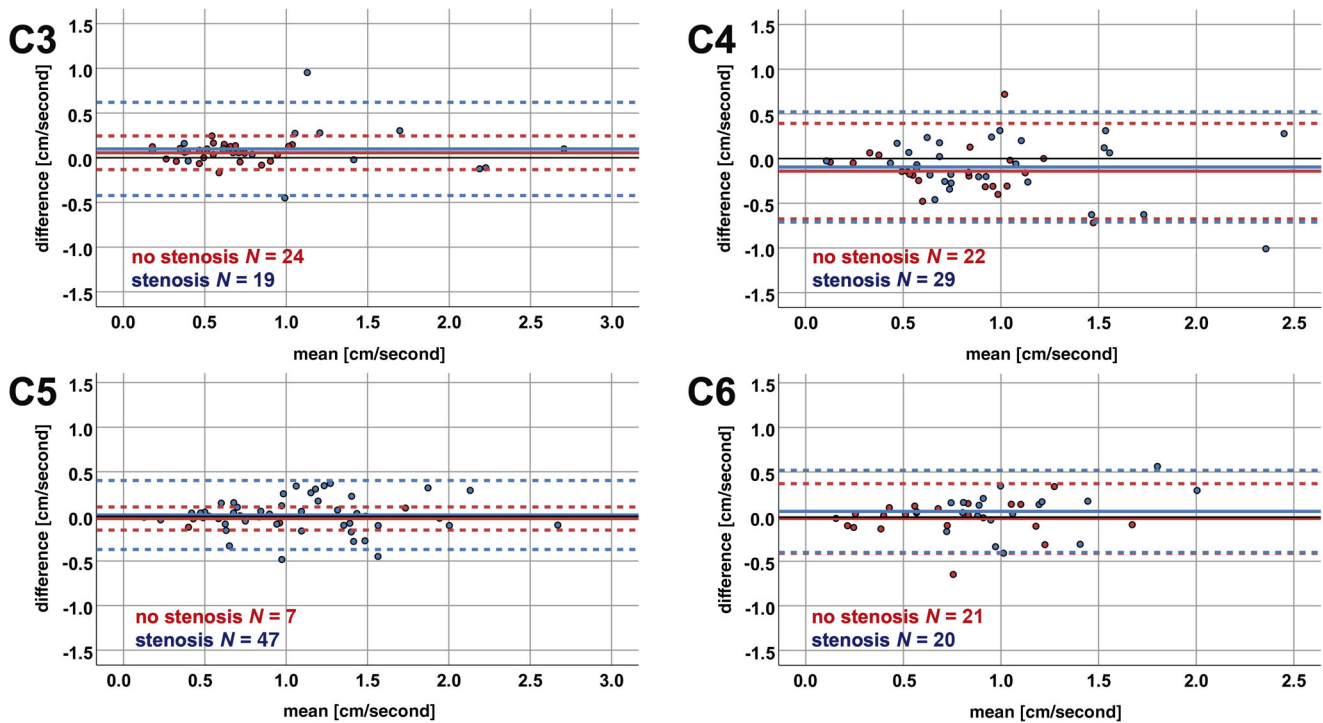 C3
difference [cm/second]
1.5
1.0
0.5
0.0
-0.5
-1.0
-1.5
no stenosis N = 24
stenosis N = 19
0.0 0.5 1.0 1.5 2.0 2.5 3.0
mean [cm/second]
C4
difference [cm/second]
1.5
1.0
0.5
0.0
-0.5
-1.0
-1.5
no stenosis N = 22
stenosis N = 29
0.0 0.5 1.0 1.5 2.0 2.5
mean [cm/second]
C5
difference [cm/second]
1.5
1.0
0.5
0.0
-0.5
-1.0
-1.5
no stenosis N = 7
stenosis N = 47
0.0 0.5 1.0 1.5 2.0 2.5 3.0
mean [cm/second]
C6
difference [cm/second]
1.5
1.0
0.5
0.0
-0.5
-1.0
-1.5
no stenosis N = 21
stenosis N = 20
0.0 0.5 1.0 1.5 2.0 2.5
mean [cm/second]